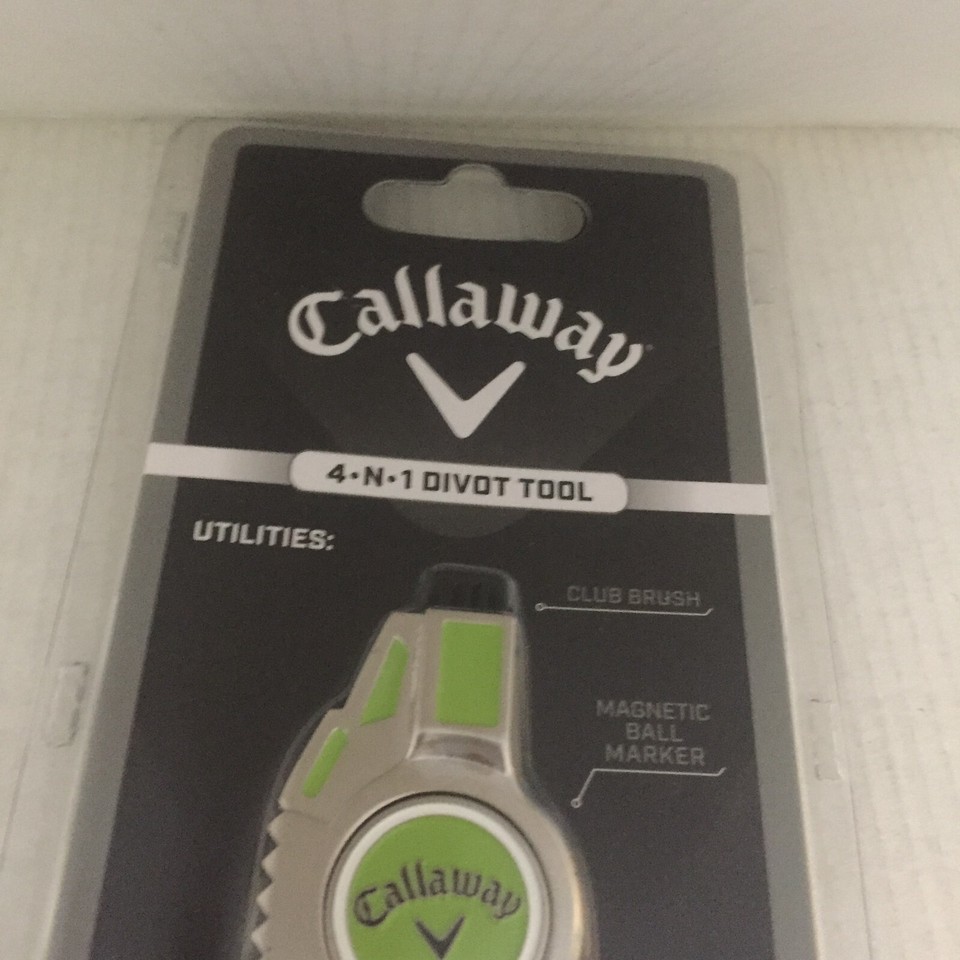 Callaway
4•N•1 DIVOT TOOL
UTILITIES:
CLUB BRUSH
MAGNETIC
BALL
MARKER
Callaway